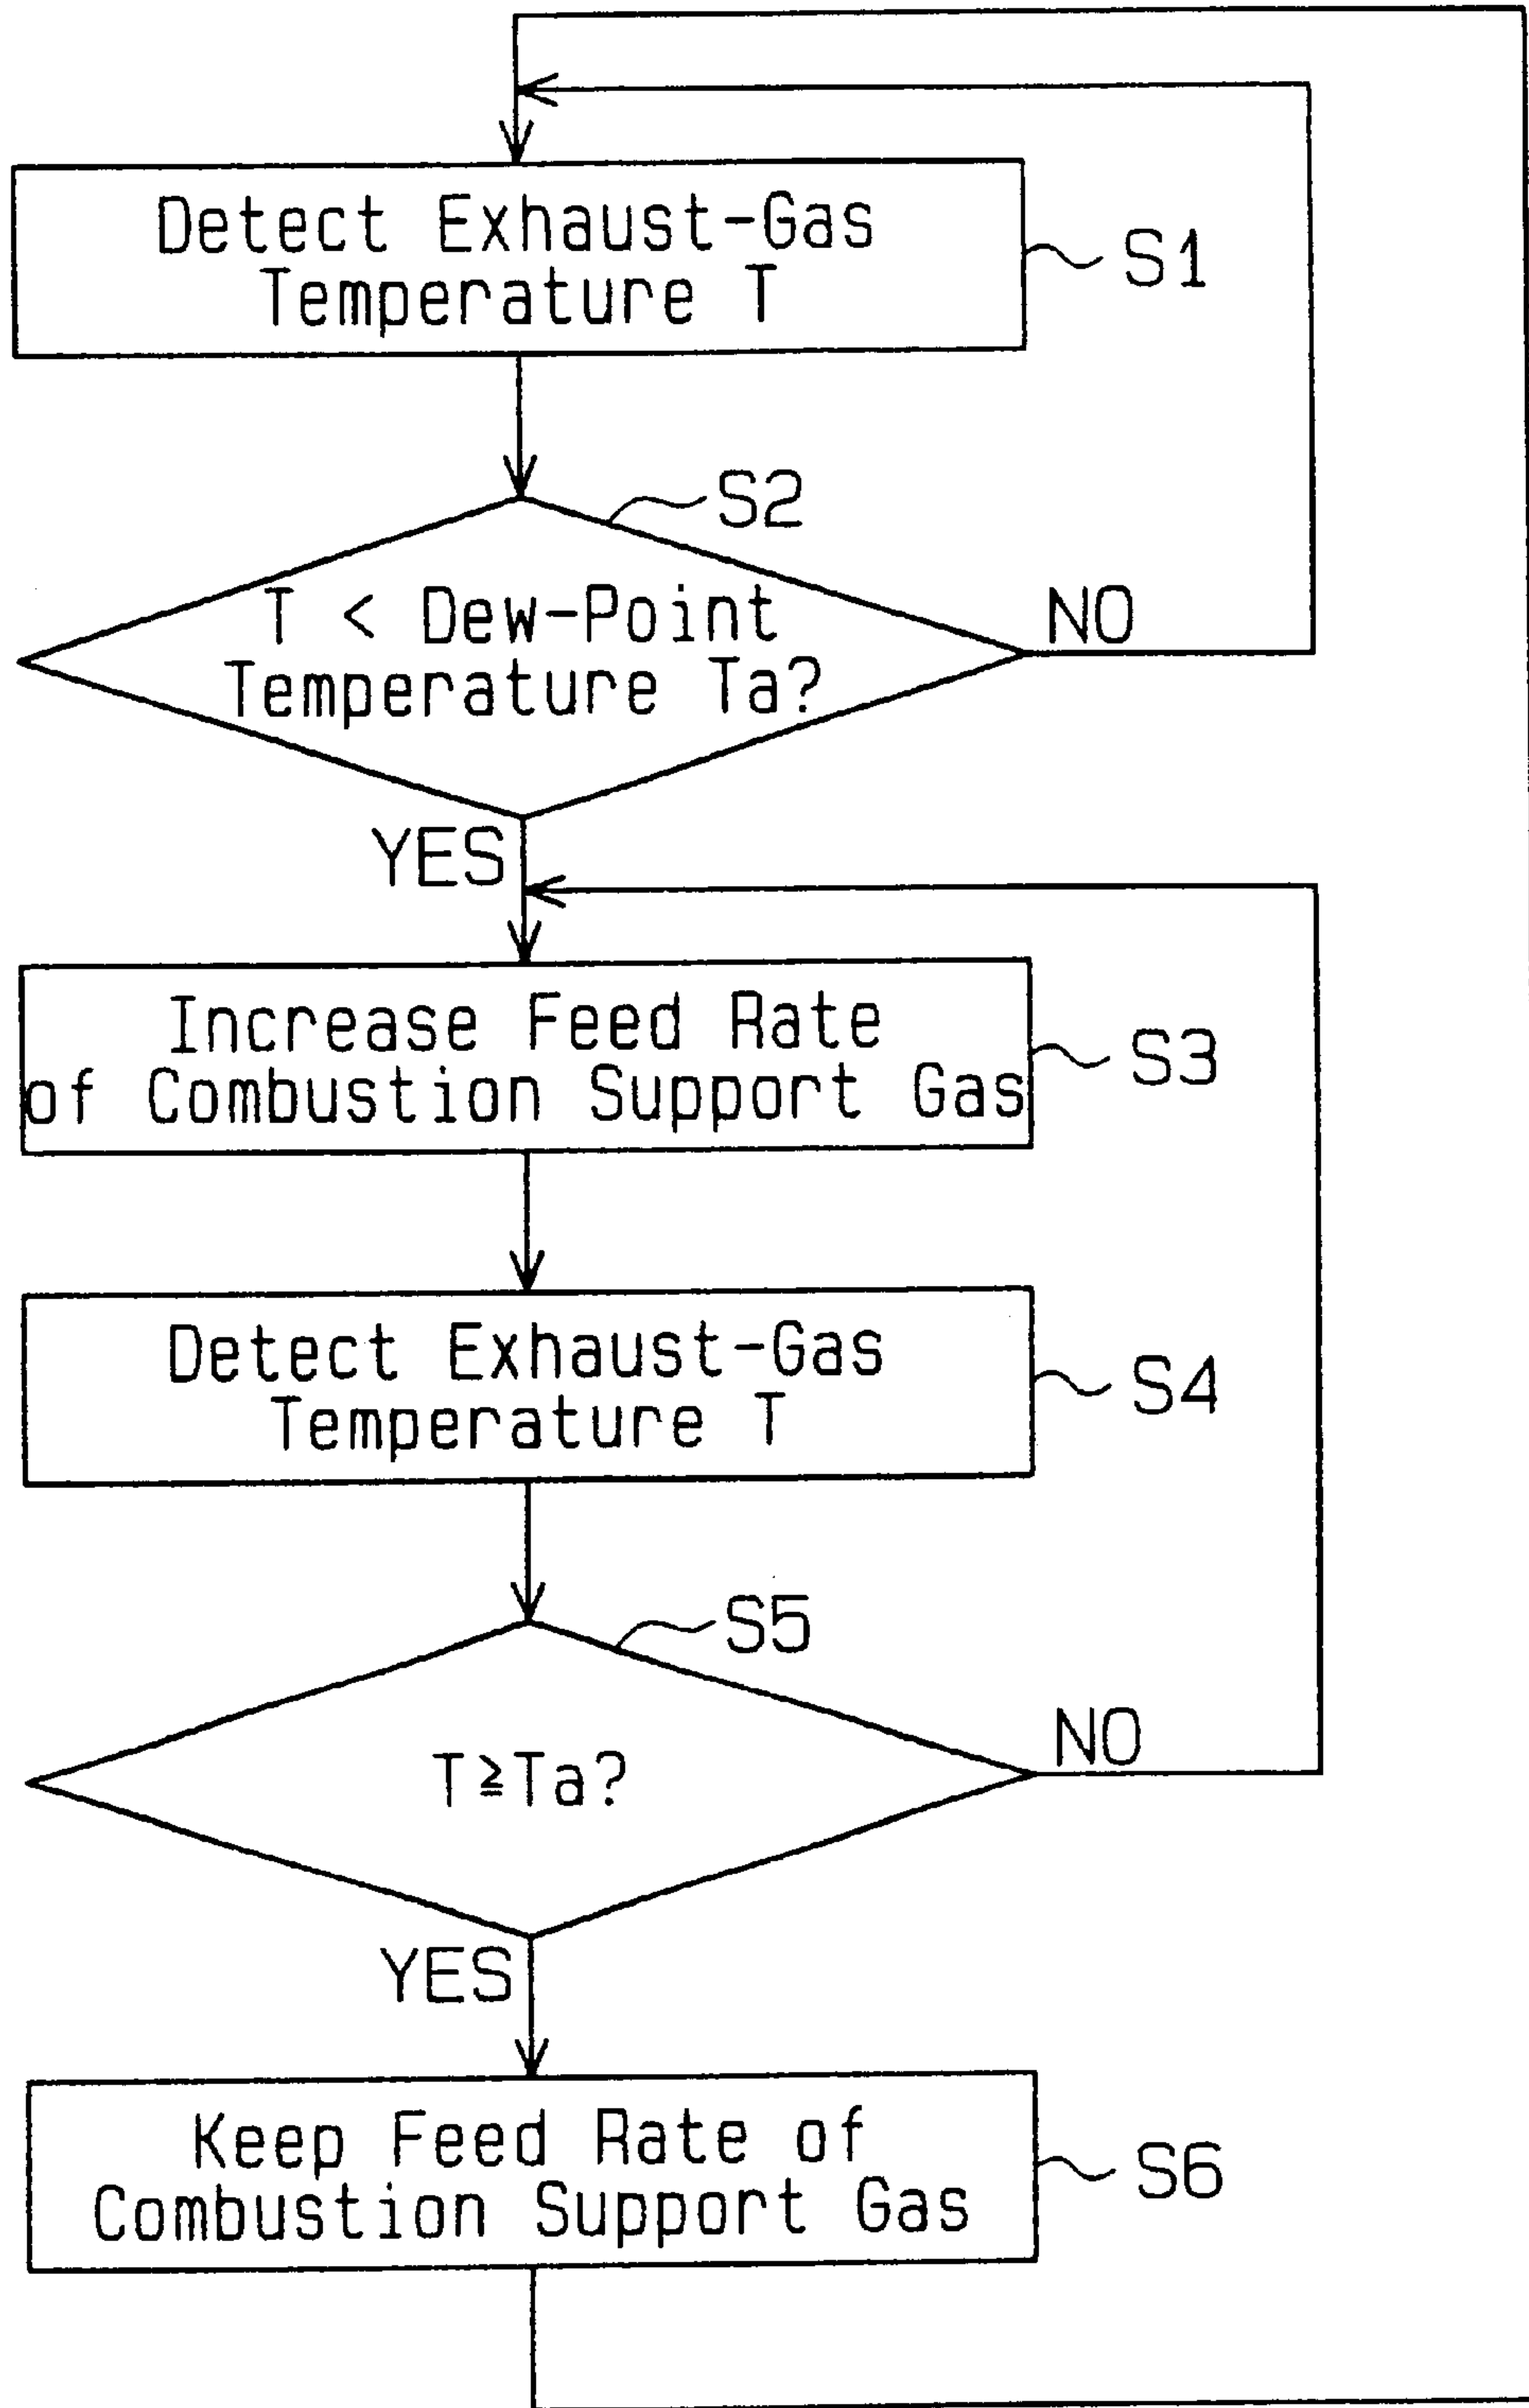 Detect Exhaust-Gas
Temperature T
S1
S2
T < Dew-Point
Temperature Ta?
NO
YES
Increase Feed Rate
of Combustion Support Gas
S3
Detect Exhaust-Gas
Temperature T
S4
S5
T≧Ta?
NO
YES
Keep Feed Rate of
Combustion Support Gas
S6